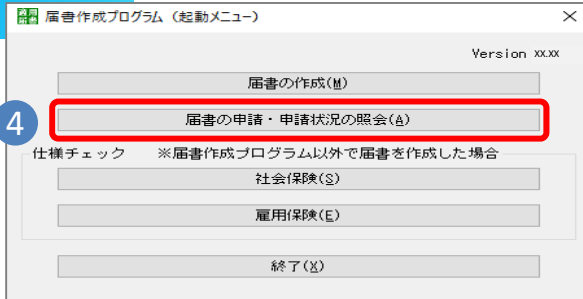 届書作成プログラム（起動メニュー）
Version XX.XX
届書の作成(M)
4
届書の申請・申請状況の照会(A)
仕様チェック　※届書作成プログラム以外で届書を作成した場合
社会保険(S)
雇用保険(E)
終了(X)